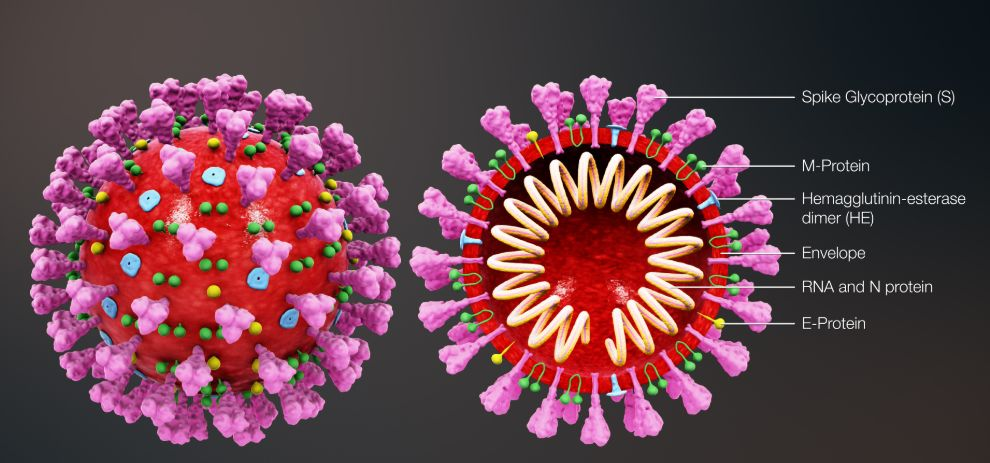 Spike Glycoprotein (S)
M-Protein
Hemagglutinin-esterase
dimer (HE)
Envelope
RNA and N protein
E-Protein